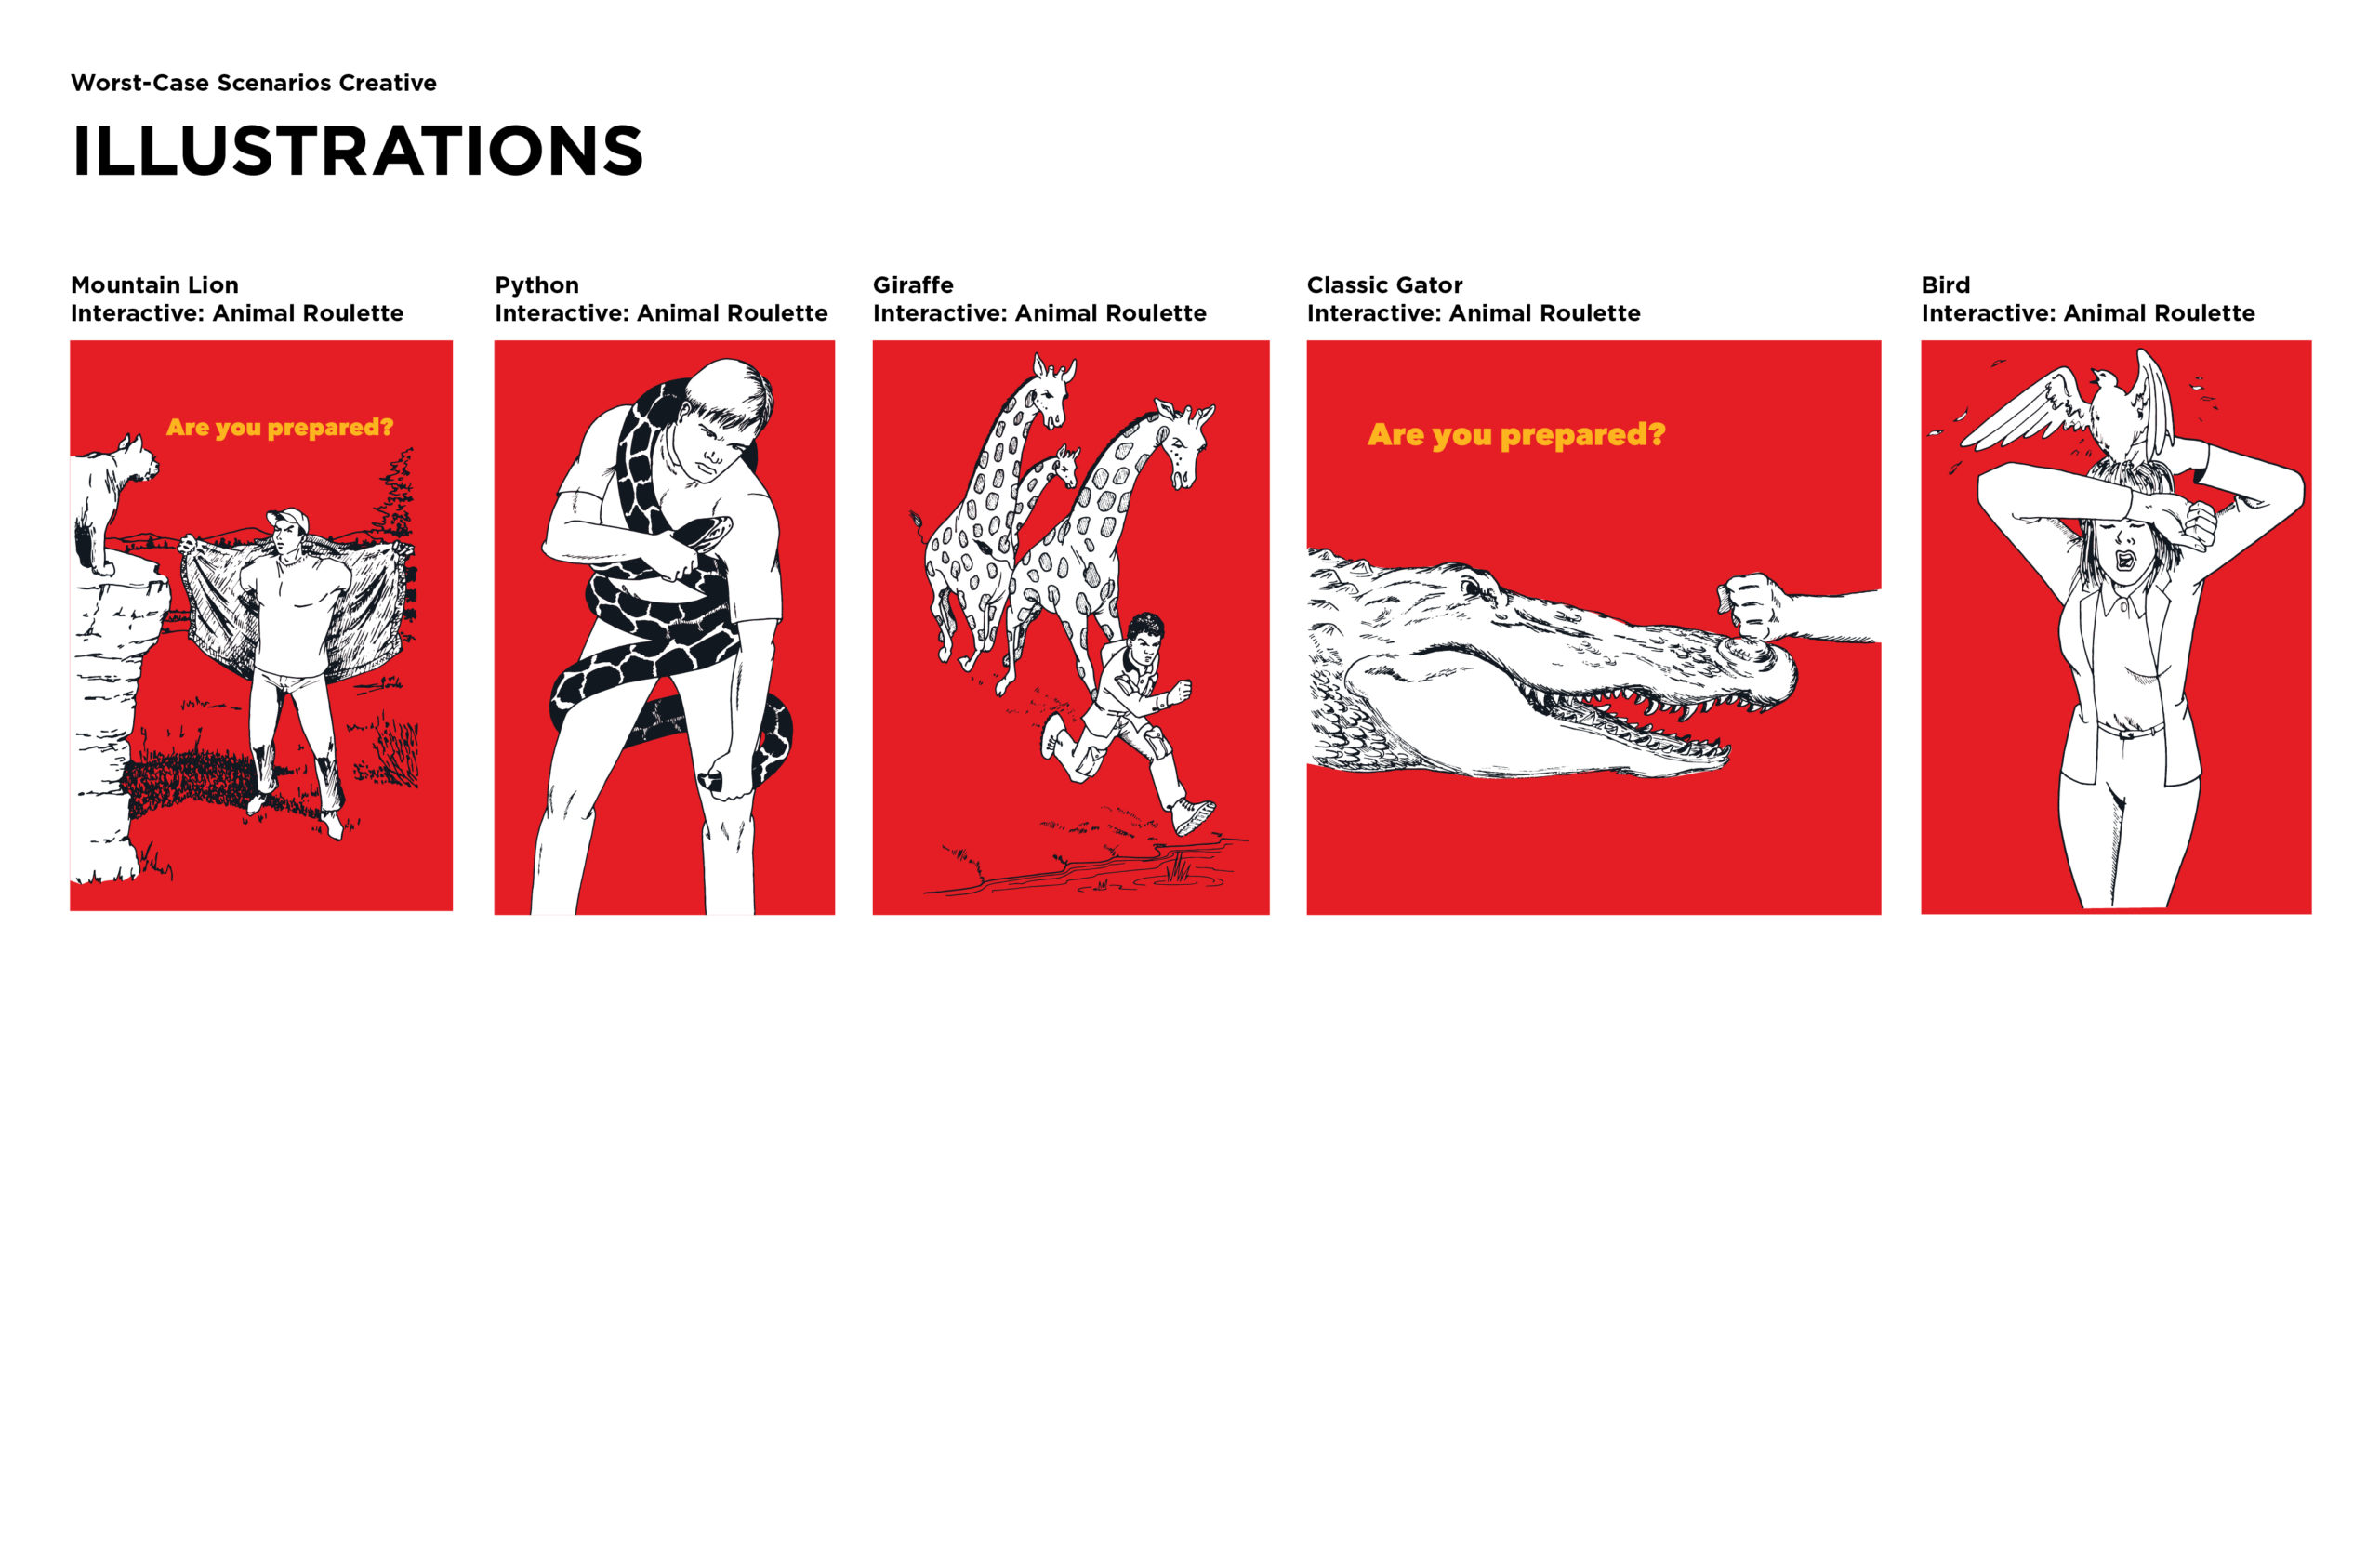 Worst-Case Scenarios Creative
ILLUSTRATIONS
Mountain Lion
Interactive: Animal Roulette
Are you prepared?
Python
Interactive: Animal Roulette
Giraffe
Interactive: Animal Roulette
Classic Gator
Interactive: Animal Roulette
Are you prepared?
Bird
Interactive: Animal Roulette